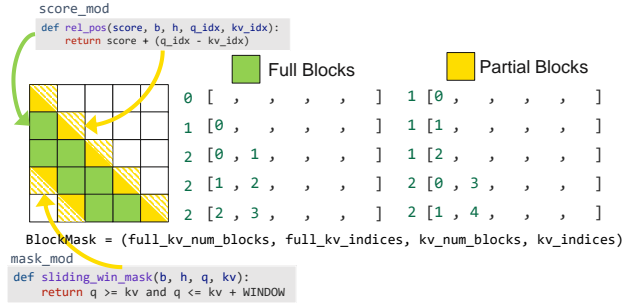 score_mod
def rel_pos(score, b, h, q_idx, kv_idx):
return score + (q_idx - kv_idx)
Full Blocks
Partial Blocks
0 [ , , , , ] 1 [0 , , , , ]
1 [0 , , , , ] 1 [1 , , , , ]
2 [0 , 1 , , , ] 1 [2 , , , , ]
2 [1 , 2 , , , ] 2 [0 , 3 , , , ]
2 [2 , 3 , , , ] 2 [1 , 4 , , , ]
BlockMask = (full_kv_num_blocks, full_kv_indices, kv_num_blocks, kv_indices)
mask_mod
def sliding_win_mask(b, h, q, kv):
return q >= kv and q <= kv + WINDOW